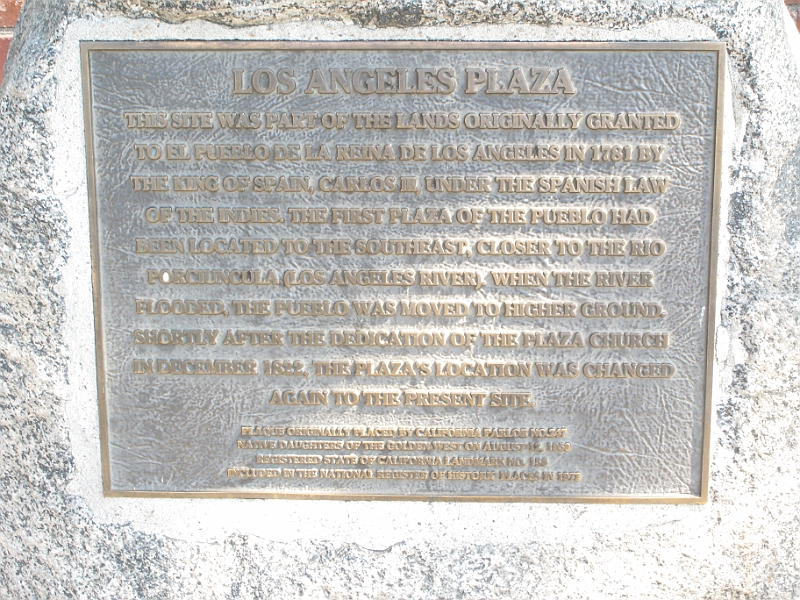 LOS ANGELES PLAZA
THIS SITE WAS PART OF THE LANDS ORIGINALLY GRANTED
TO EL PUEBLO DE LA REINA DE LOS ANGELES IN 1781 BY
THE KING OF SPAIN, CARLOS III, UNDER THE SPANISH LAW
OF THE INDIES. THE FIRST PLAZA OF THE PUEBLO HAD
BEEN LOCATED TO THE SOUTHEAST, CLOSER TO THE RIO
PORCIUNCULA (LOS ANGELES RIVER). WHEN THE RIVER
FLOODED, THE PUEBLO WAS MOVED TO HIGHER GROUND.
SHORTLY AFTER THE DEDICATION OF THE PLAZA CHURCH
IN DECEMBER 1822, THE PLAZA'S LOCATION WAS CHANGED
AGAIN TO THE PRESENT SITE.
PLAQUE ORIGINALLY PLACED BY CALIFORNIA PARLOR NO.247
NATIVE DAUGHTERS OF THE GOLDEN WEST ON AUGUST
REGISTERED STATE OF CALIFORNIA LANDMARK NO. 156
INCLUDED IN THE NATIONAL REGISTER OF HISTORIC PLACES IN